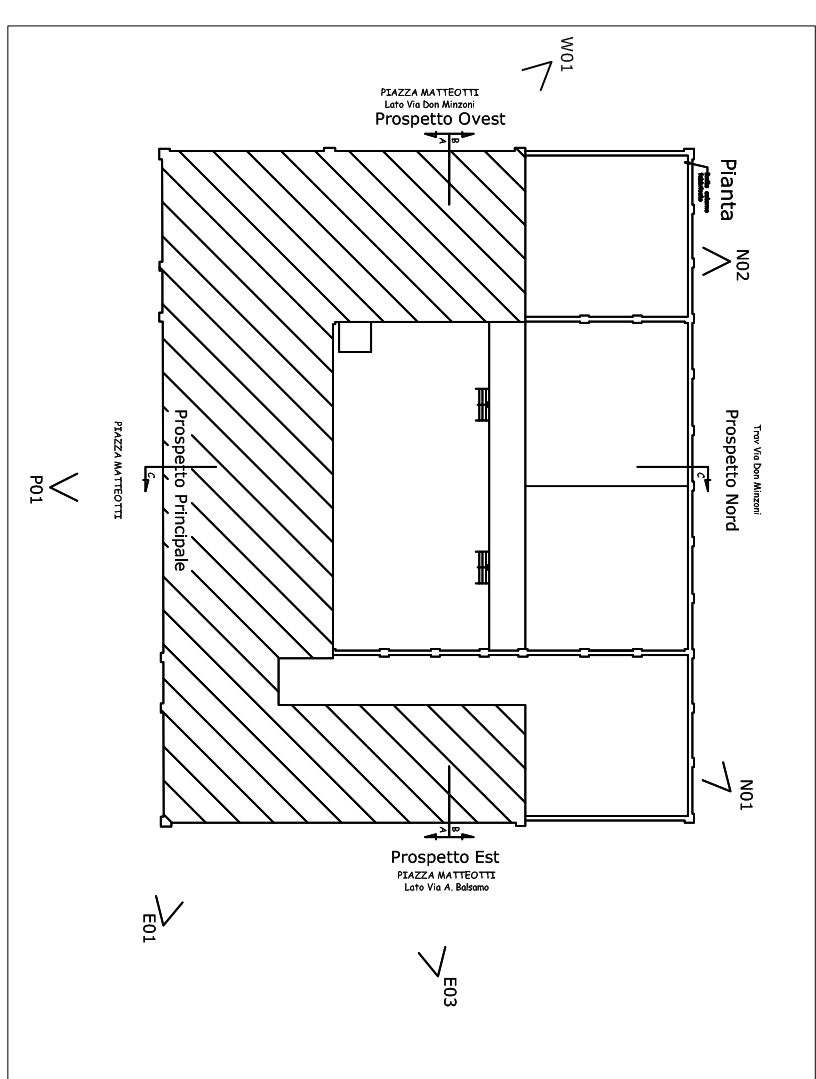 W01
PIAZZA MATTEOTTI
Lato Via Don Minzoni
Prospetto Ovest
A B
Pianta
N02
Trav Via Don Minzoni
Prospetto Nord
C
Prospetto Principale
C
PIAZZA MATTEOTTI
P01
N01
A B
Prospetto Est
PIAZZA MATTEOTTI
Lato Via A. Balsamo
E01
E03